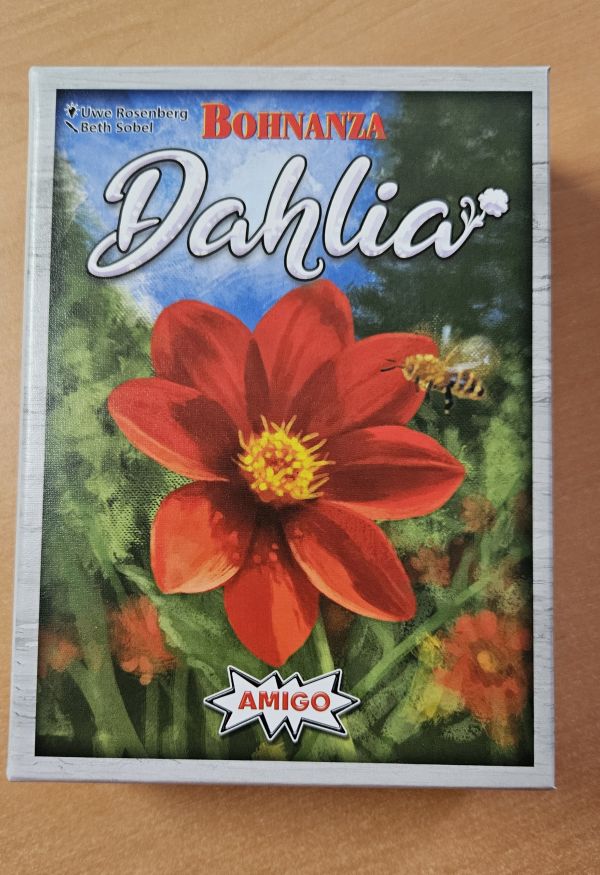 Uwe Rosenberg
Beth Sobel
BOHNANZA
Dahlia
AMIGO